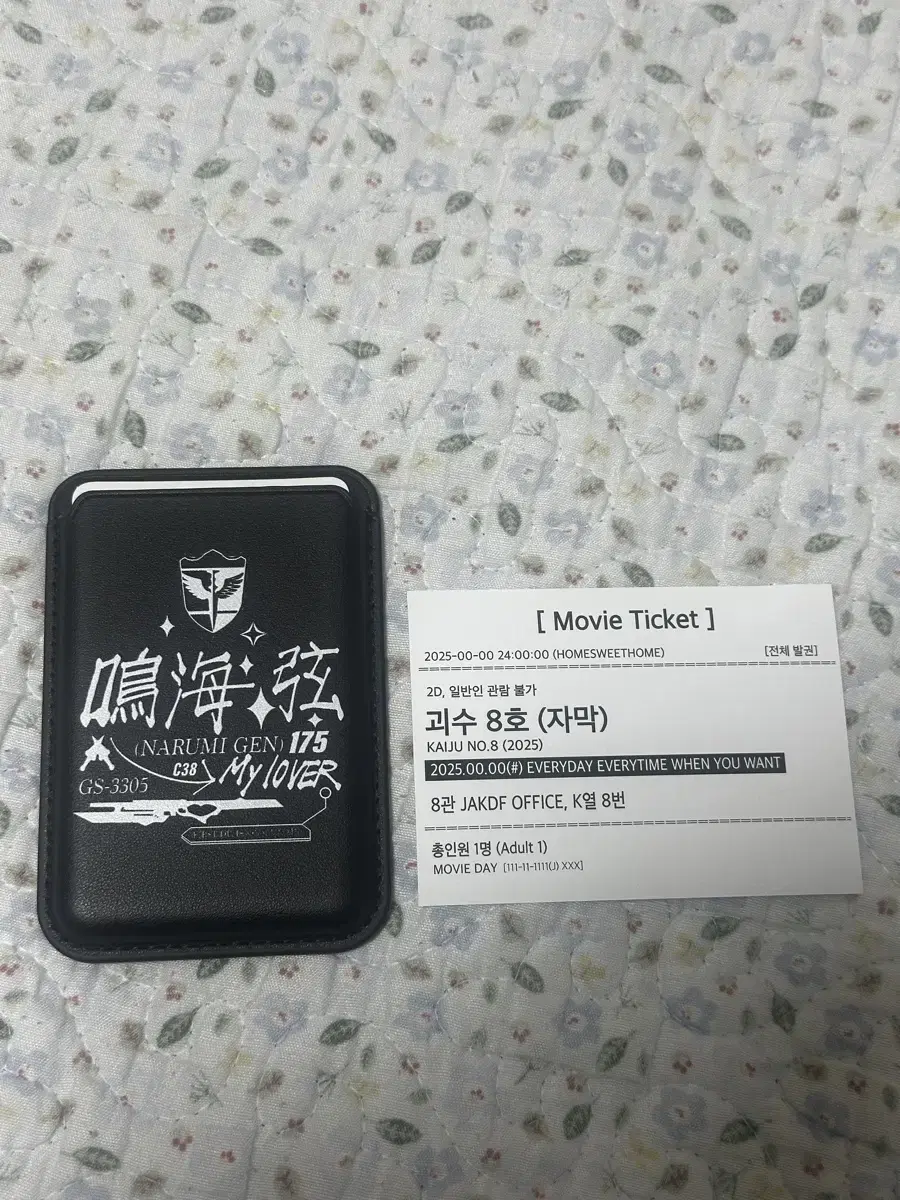 鳴海弦
(NARUMI GEN) 175
C38 My lOVER
GS-3305
[ Movie Ticket ]
2025-00-00 24:00:00 (HOMESWEETHOME) [전체 발권]
2D, 일반인 관람 불가
괴수 8호 (자막)
KAIJU NO.8 (2025)
2025.00.00(#) EVERYDAY EVERYTIME WHEN YOU WANT
8관 JAKDF OFFICE, K열 8번
총인원 1명 (Adult 1)
MOVIE DAY [111-11-1111(J) XXX]